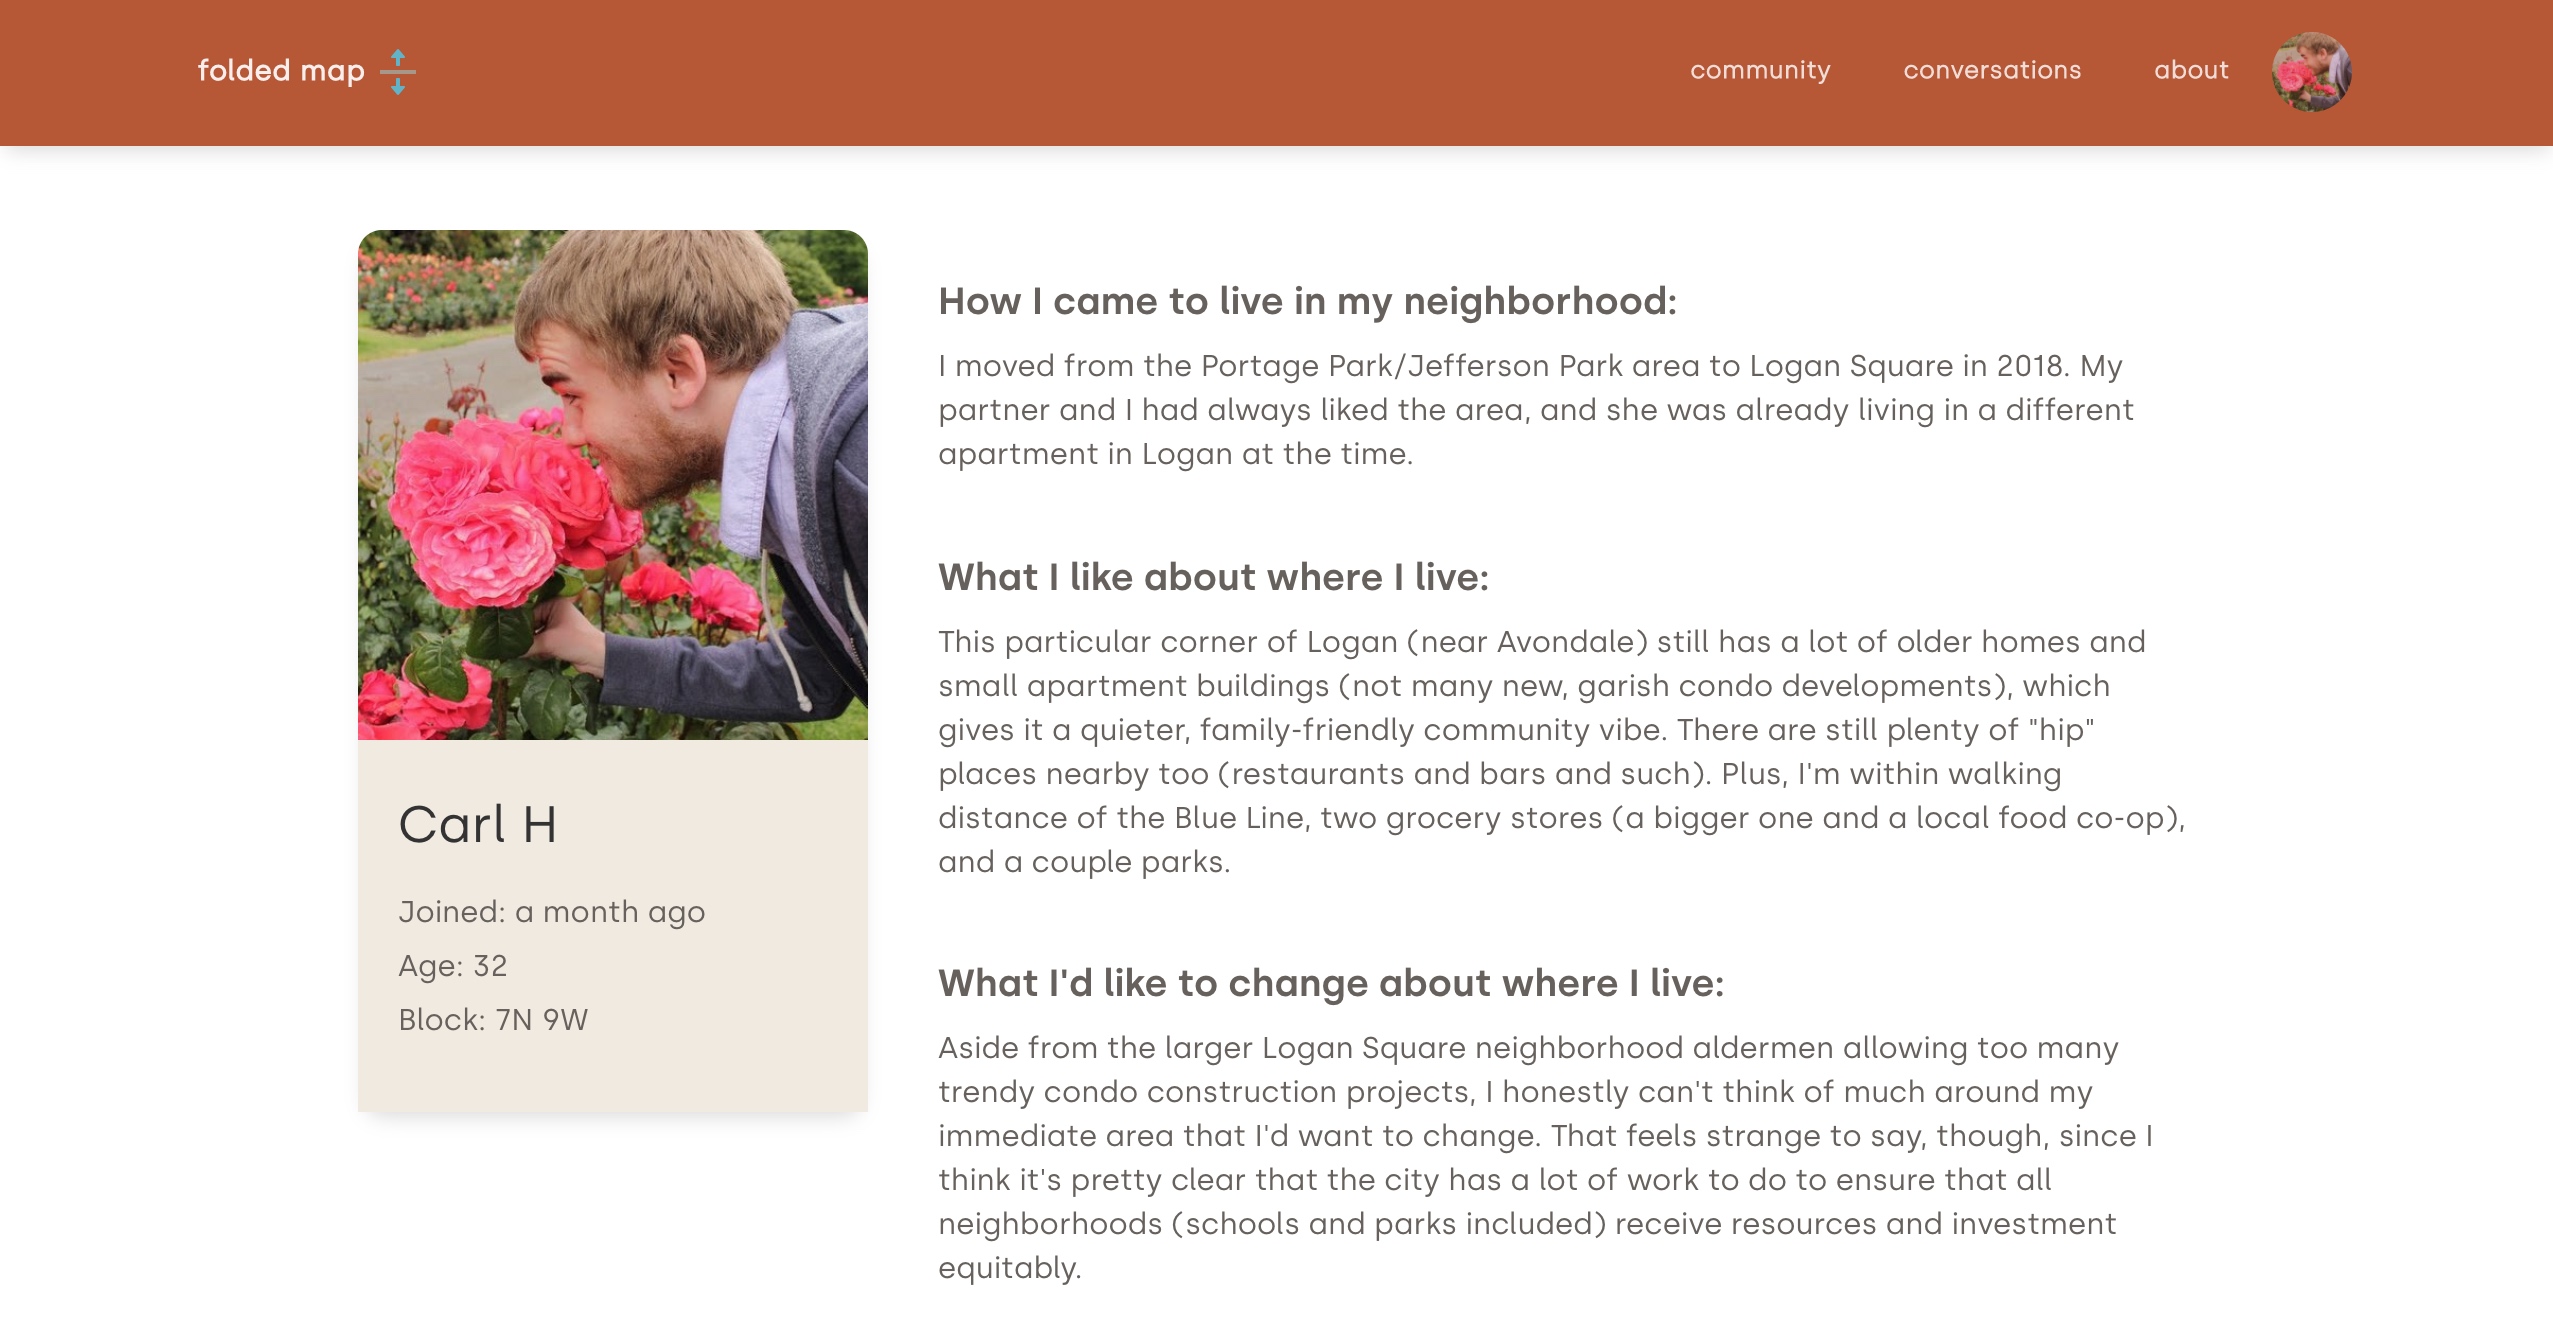 folded map
community conversations about
How I came to live in my neighborhood:
I moved from the Portage Park/Jefferson Park area to Logan Square in 2018. My
partner and I had always liked the area, and she was already living in a different
apartment in Logan at the time.
What I like about where I live:
This particular corner of Logan (near Avondale) still has a lot of older homes and
small apartment buildings (not many new, garish condo developments), which
gives it a quieter, family-friendly community vibe. There are still plenty of "hip"
places nearby too (restaurants and bars and such). Plus, I'm within walking
distance of the Blue Line, two grocery stores (a bigger one and a local food co-op),
and a couple parks.
What I'd like to change about where I live:
Aside from the larger Logan Square neighborhood aldermen allowing too many
trendy condo construction projects, I honestly can't think of much around my
immediate area that I'd want to change. That feels strange to say, though, since I
think it's pretty clear that the city has a lot of work to do to ensure that all
neighborhoods (schools and parks included) receive resources and investment
equitably.
Carl H
Joined: a month ago
Age: 32
Block: 7N 9W